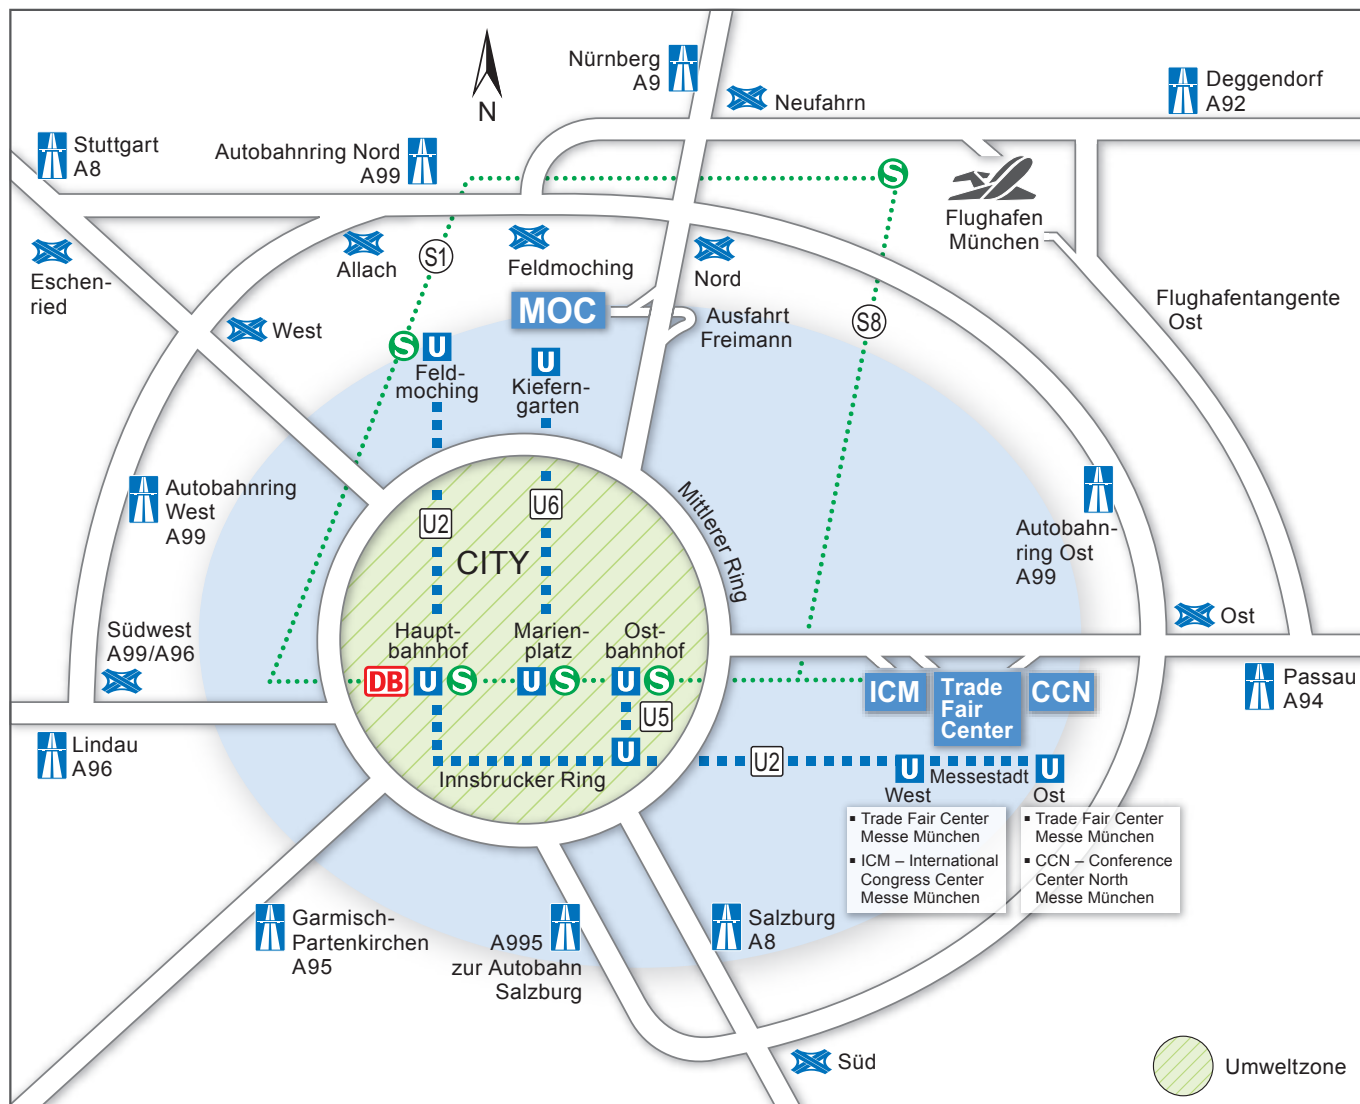 Nürnberg
A9
N
Neufahrn
Deggendorf
A92
Stuttgart
A8
Autobahnring Nord
A99
S
Flughafen
München
Eschen-
ried
Allach
S1
Feldmoching
Nord
MOC
Ausfahrt
Freimann
S8
Flughafentangente
Ost
West
S U
Feld-
moching
U
Kiefern-
garten
Autobahnring
West
A99
U2
U6
CITY
Mittlerer Ring
Autobahn-
ring Ost
A99
Südwest
A99/A96
Haupt-
bahnhof
Marien-
platz
Ost-
bahnhof
Ost
DB U S
U S
U S
ICM
Trade
Fair
Center
CCN
Passau
A94
U5
Lindau
A96
U
Innsbrucker Ring
U2
U
Messestadt
U
West
Ost
▪ Trade Fair Center
Messe München
▪ ICM – International
Congress Center
Messe München
▪ Trade Fair Center
Messe München
▪ CCN – Conference
Center North
Messe München
Garmisch-
Partenkirchen
A95
A995
zur Autobahn
Salzburg
Salzburg
A8
Süd
Umweltzone